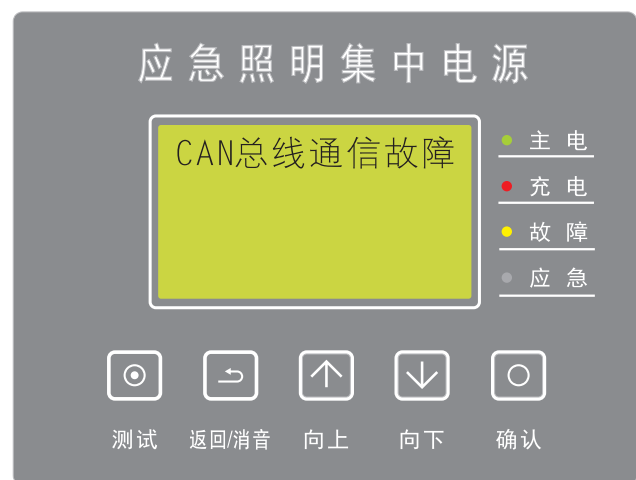 应急照明集中电源
CAN总线通信故障
主电
充电
故障
应急
测试 返回/消音 向上 向下 确认